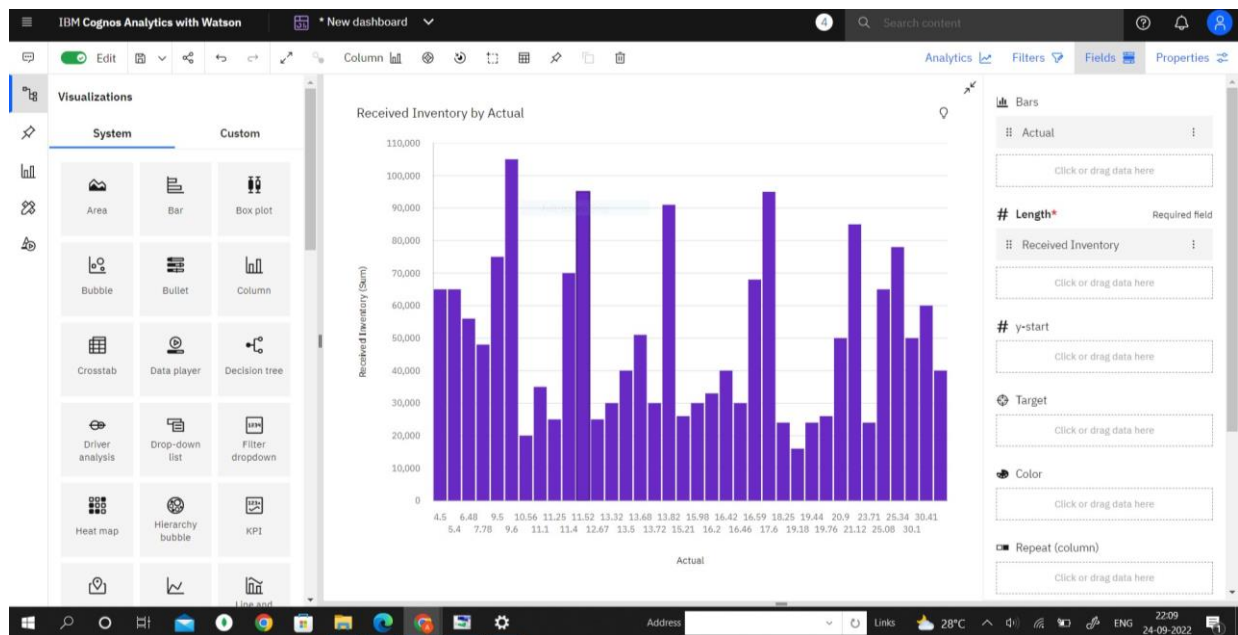 IBM Cognos Analytics with Watson
* New dashboard
4
Search content
Edit
Column
Analytics
Filters
Fields
Properties
Visualizations
System
Custom
Area
Bar
Box plot
Bubble
Bullet
Column
Crosstab
Data player
Decision tree
Driver
analysis
Drop-down
list
Filter
dropdown
Heat map
Hierarchy
bubble
KPI
Line and
Received Inventory by Actual
Received Inventory (Sum)
110,000
100,000
90,000
80,000
70,000
60,000
50,000
40,000
30,000
20,000
10,000
0
4.5 6.48 9.5 10.56 11.25 11.52 13.32 13.68 13.82 15.98 16.42 16.59 18.25 19.44 20.9 23.71 25.34 30.41
5.4 7.78 9.6 11.1 11.4 12.67 13.5 13.72 15.21 16.2 16.46 17.6 19.18 19.76 21.12 25.08 30.1
Actual
Bars
Actual
Click or drag data here
# Length* Required field
Received Inventory
Click or drag data here
# y-start
Click or drag data here
Target
Click or drag data here
Color
Click or drag data here
Repeat (column)
Click or drag data here
Address
Links
28°C
ENG
22:09
24-09-2022